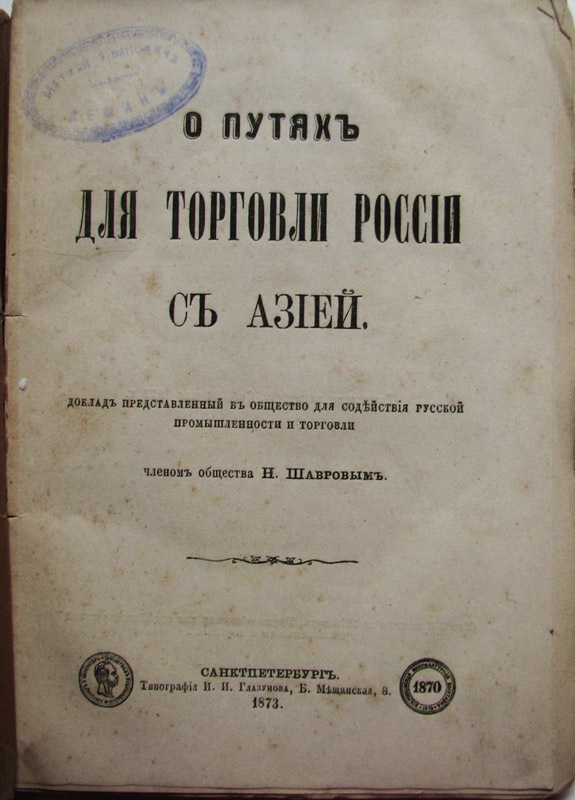 О ПУТЯХЪ
ДЛЯ ТОРГОВЛИ РОССІИ
СЪ АЗІЕЙ.
ДОКЛАДЪ ПРЕДСТАВЛЕННЫЙ ВЪ ОБЩЕСТВО ДЛЯ СОДѢЙСТВІЯ РУССКОЙ
ПРОМЫШЛЕННОСТИ И ТОРГОВЛИ
членомъ общества Н. ШАВРОВЫМЪ.
САНКТПЕТЕРБУРГЪ.
Типографія И. И. Глазунова, Б. Мѣщанская, 8.
1870
1873.